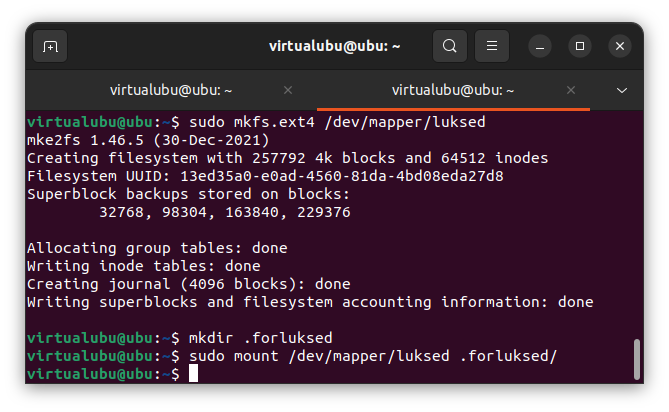 virtualubu@ubu: ~
virtualubu@ubu: ~
virtualubu@ubu: ~
virtualubu@ubu:~$ sudo mkfs.ext4 /dev/mapper/luksed
mke2fs 1.46.5 (30-Dec-2021)
Creating filesystem with 257792 4k blocks and 64512 inodes
Filesystem UUID: 13ed35a0-e0ad-4560-81da-4bd08eda27d8
Superblock backups stored on blocks:
        32768, 98304, 163840, 229376

Allocating group tables: done
Writing inode tables: done
Creating journal (4096 blocks): done
Writing superblocks and filesystem accounting information: done

virtualubu@ubu:~$ mkdir .forluksed
virtualubu@ubu:~$ sudo mount /dev/mapper/luksed .forluksed/
virtualubu@ubu:~$